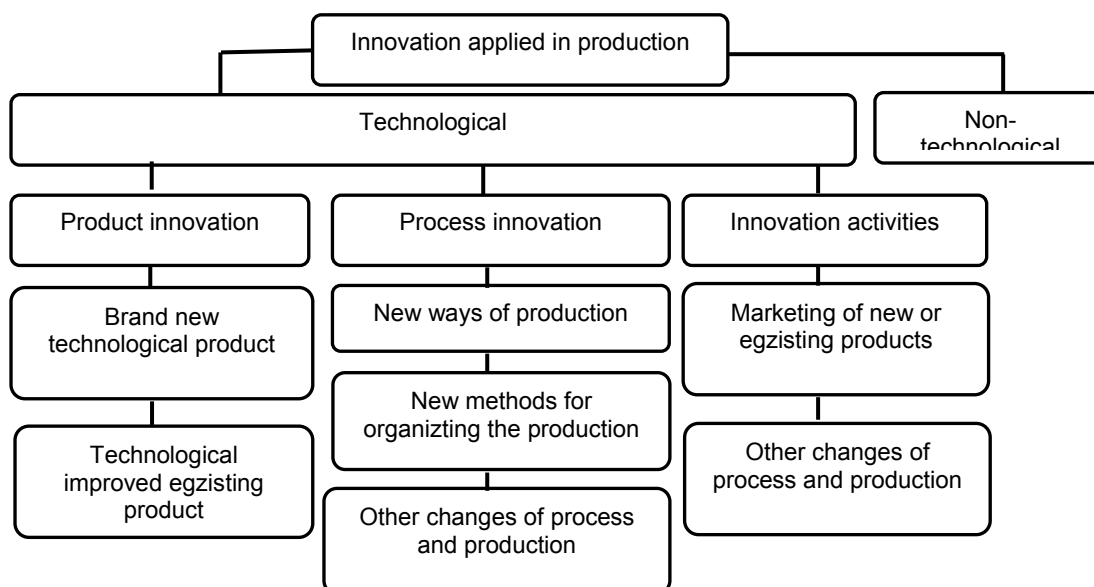 Innovation applied in production
Technological
Non-
technological
Product innovation
Process innovation
Innovation activities
Brand new
technological product
New ways of production
Marketing of new or
egzisting products
New methods for
organizting the production
Technological
improved egzisting
product
Other changes of
process and production
Other changes of process
and production